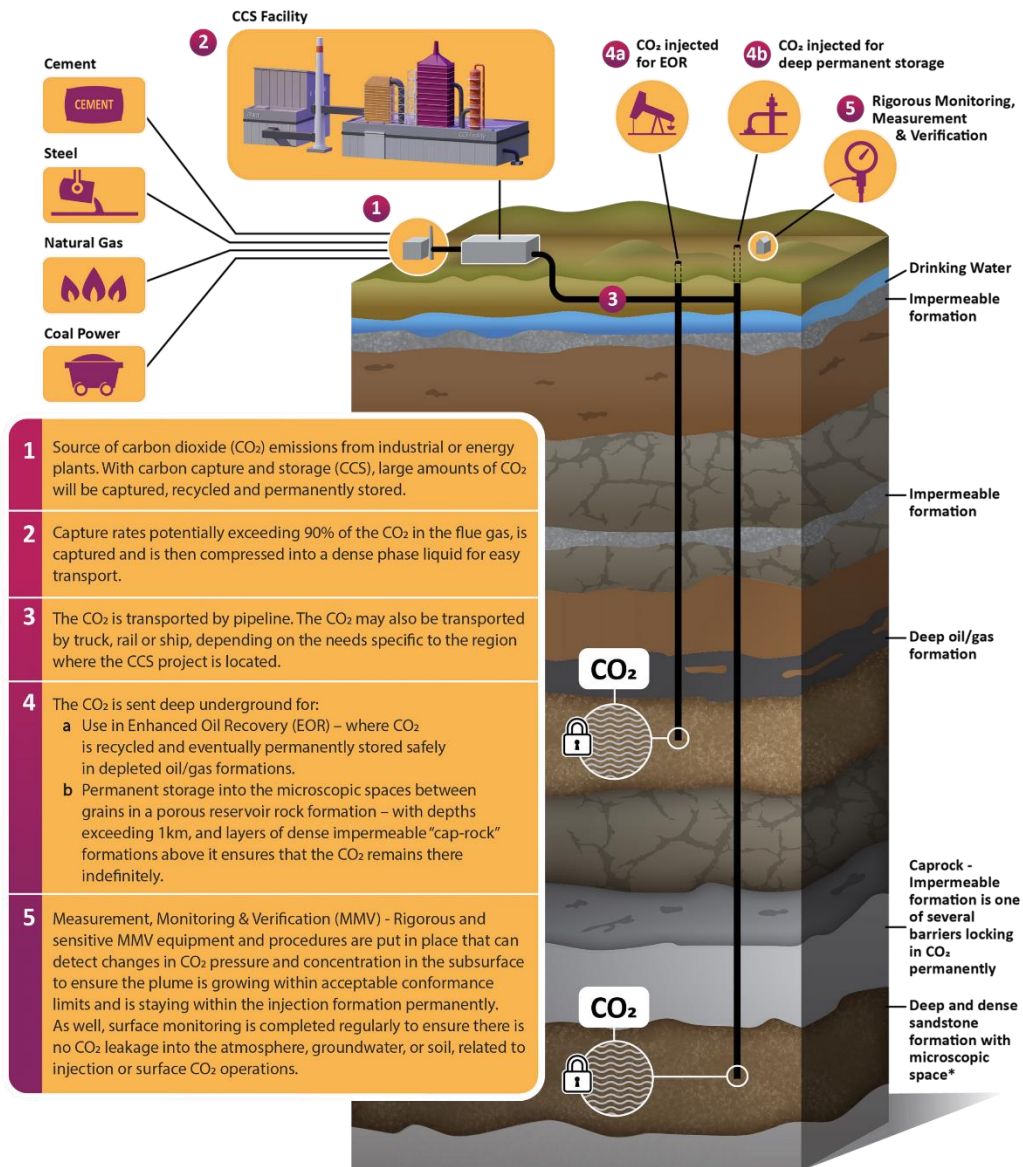 CCS Facility
2
Plant
CCS Facility
4a
CO₂ injected
for EOR
4b
CO₂ injected for
deep permanent storage
5
Rigorous Monitoring,
Measurement
& Verification
Cement
CEMENT
Steel
Natural Gas
Coal Power
1
3
Drinking Water
Impermeable
formation
Impermeable
formation
Deep oil/gas
formation
CO₂
Caprock -
Impermeable
formation is one
of several
barriers locking
in CO₂
permanently
CO₂
Deep and dense
sandstone
formation with
microscopic
space*
1
Source of carbon dioxide (CO₂) emissions from industrial or energy
plants. With carbon capture and storage (CCS), large amounts of CO₂
will be captured, recycled and permanently stored.
2
Capture rates potentially exceeding 90% of the CO₂ in the flue gas, is
captured and is then compressed into a dense phase liquid for easy
transport.
3
The CO₂ is transported by pipeline. The CO₂ may also be transported
by truck, rail or ship, depending on the needs specific to the region
where the CCS project is located.
4
The CO₂ is sent deep underground for:
a Use in Enhanced Oil Recovery (EOR) – where CO₂
is recycled and eventually permanently stored safely
in depleted oil/gas formations.
b Permanent storage into the microscopic spaces between
grains in a porous reservoir rock formation – with depths
exceeding 1km, and layers of dense impermeable “cap-rock”
formations above it ensures that the CO₂ remains there
indefinitely.
5
Measurement, Monitoring & Verification (MMV) - Rigorous and
sensitive MMV equipment and procedures are put in place that can
detect changes in CO₂ pressure and concentration in the subsurface
to ensure the plume is growing within acceptable conformance
limits and is staying within the injection formation permanently.
As well, surface monitoring is completed regularly to ensure there is
no CO₂ leakage into the atmosphere, groundwater, or soil, related to
injection or surface CO₂ operations.